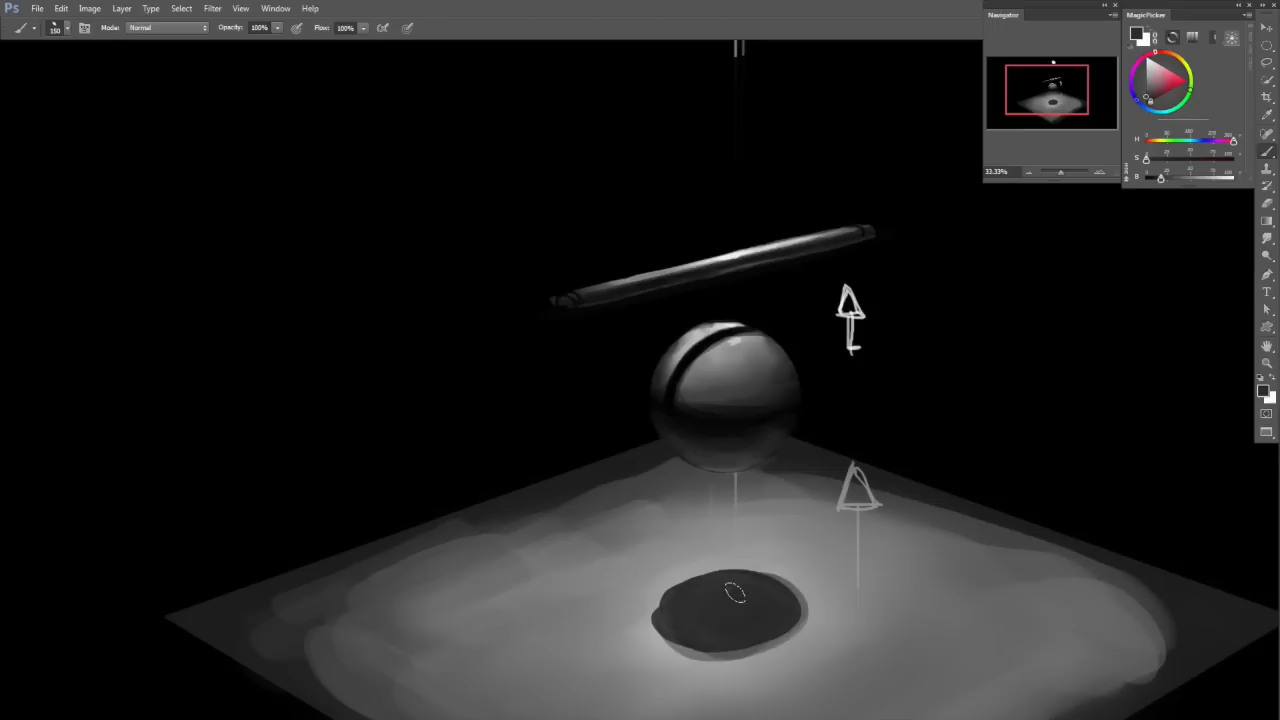 Ps File Edit Image Layer Type Select Filter View Window Help
150 Mode: Normal Opacity: 100% Flow: 100%
Navigator
MagicPicker
33.33%
H
S
B